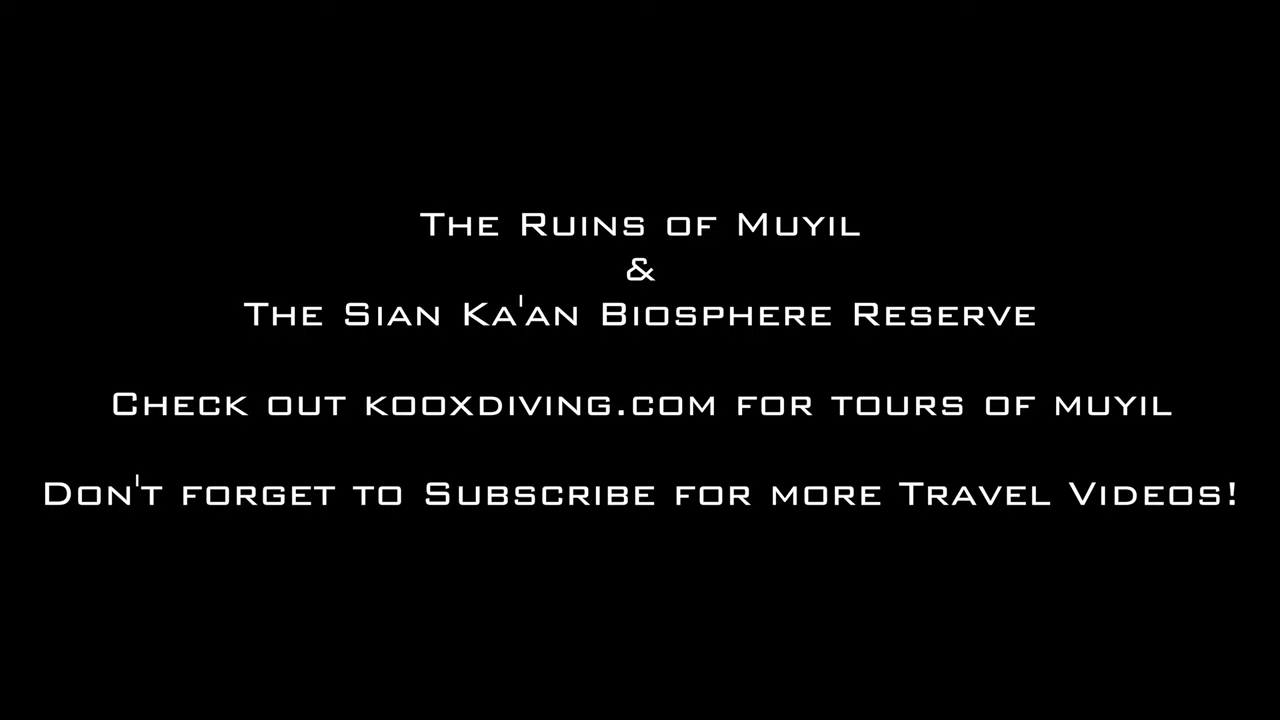 The Ruins of Muyil
&
The Sian Ka'an Biosphere Reserve
Check out kooxdiving.com for tours of muyil
Don't forget to Subscribe for more Travel Videos!